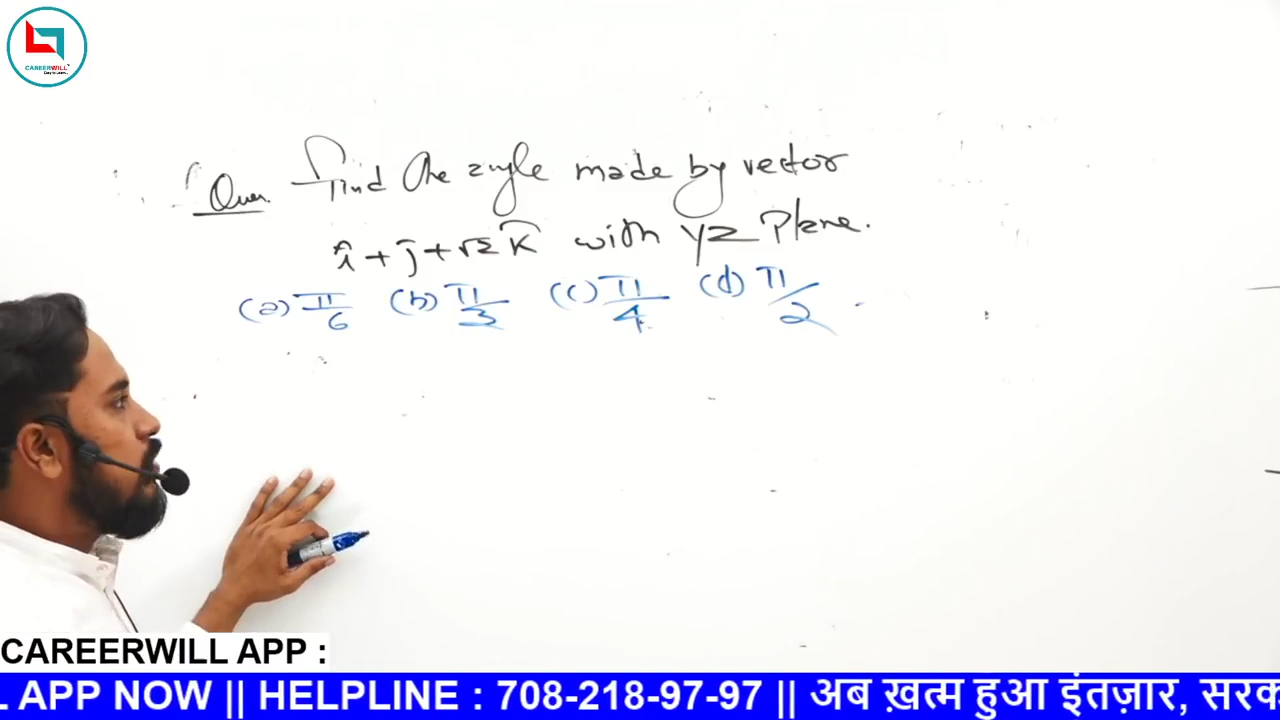 CAREERWILL
Ques. Find the angle made by vector
î + ĵ + √2 k̂ with YZ Plane.
(a) π/6 (b) π/3 (c) π/4 (d) π/2
CAREERWILL APP :
L APP NOW || HELPLINE : 708-218-97-97 || अब ख़त्म हुआ इंतज़ार, सरक